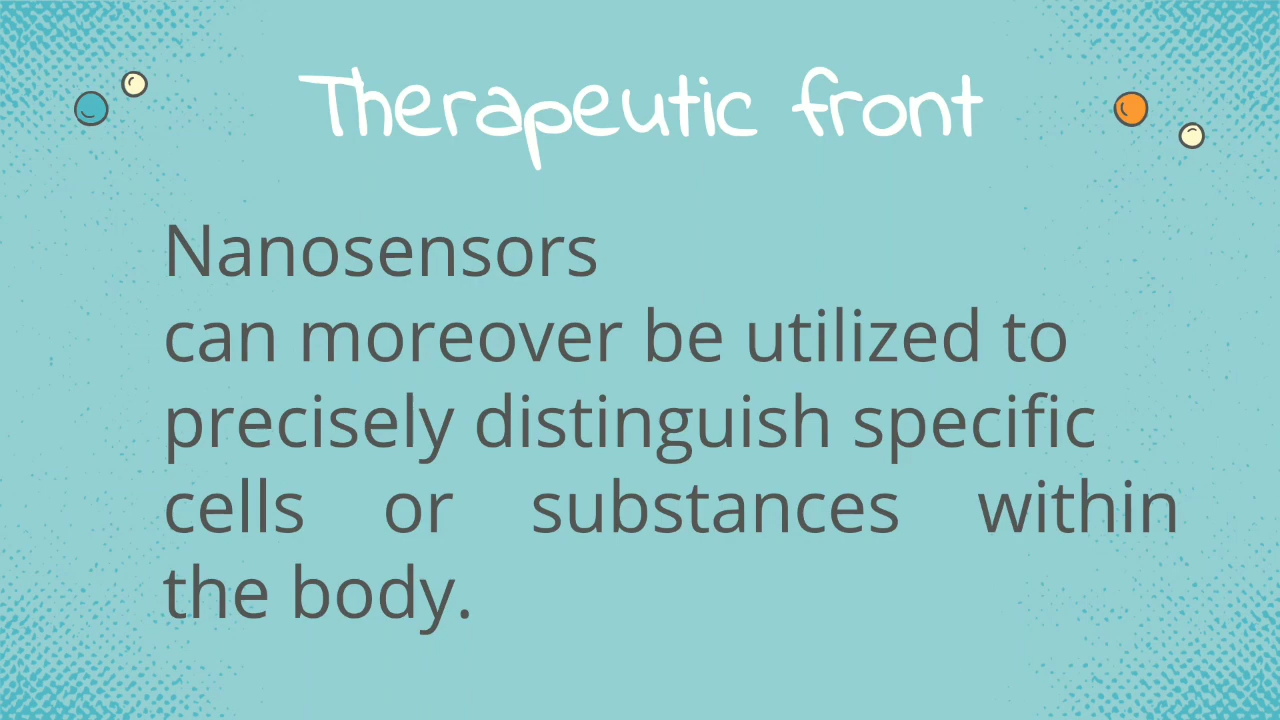 Therapeutic front
Nanosensors
can moreover be utilized to
precisely distinguish specific
cells or substances within
the body.